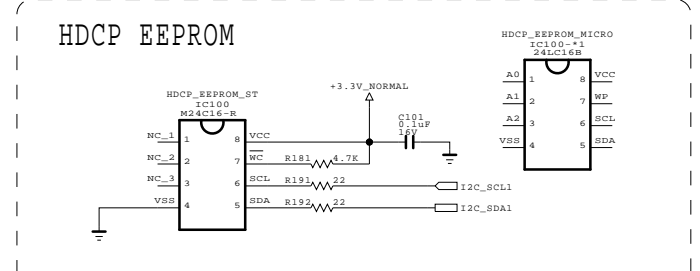 HDCP EEPROM
HDCP_EEPROM_MICRO
IC100-*1
24LC16B
A0 1 8 VCC
A1 2 7 WP
A2 3 6 SCL
VSS 4 5 SDA
HDCP_EEPROM_ST
IC100
M24C16-R
+3.3V_NORMAL
C101
0.1uF
16V
NC_1 1 8 VCC
NC_2 2 7 WC R181 4.7K
NC_3 3 6 SCL R191 22 I2C_SCL1
VSS 4 5 SDA R192 22 I2C_SDA1